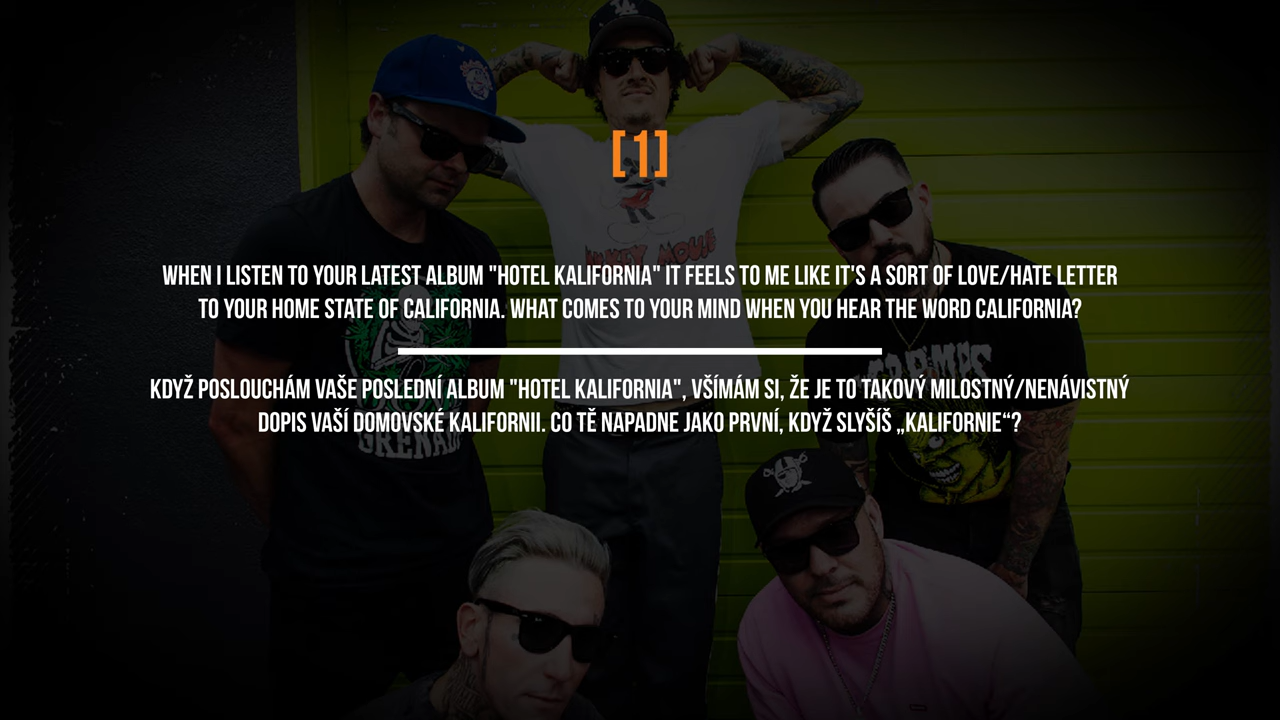 [1]
WHEN I LISTEN TO YOUR LATEST ALBUM "HOTEL KALIFORNIA" IT FEELS TO ME LIKE IT'S A SORT OF LOVE/HATE LETTER
TO YOUR HOME STATE OF CALIFORNIA. WHAT COMES TO YOUR MIND WHEN YOU HEAR THE WORD CALIFORNIA?
KDYŽ POSLOUCHÁM VAŠE POSLEDNÍ ALBUM "HOTEL KALIFORNIA", VŠÍMÁM SI, ŽE JE TO TAKOVÝ MILOSTNÝ/NENÁVISTNÝ
DOPIS VAŠÍ DOMOVSKÉ KALIFORNII. CO TĚ NAPADNE JAKO PRVNÍ, KDYŽ SLYŠÍŠ „KALIFORNIE“?